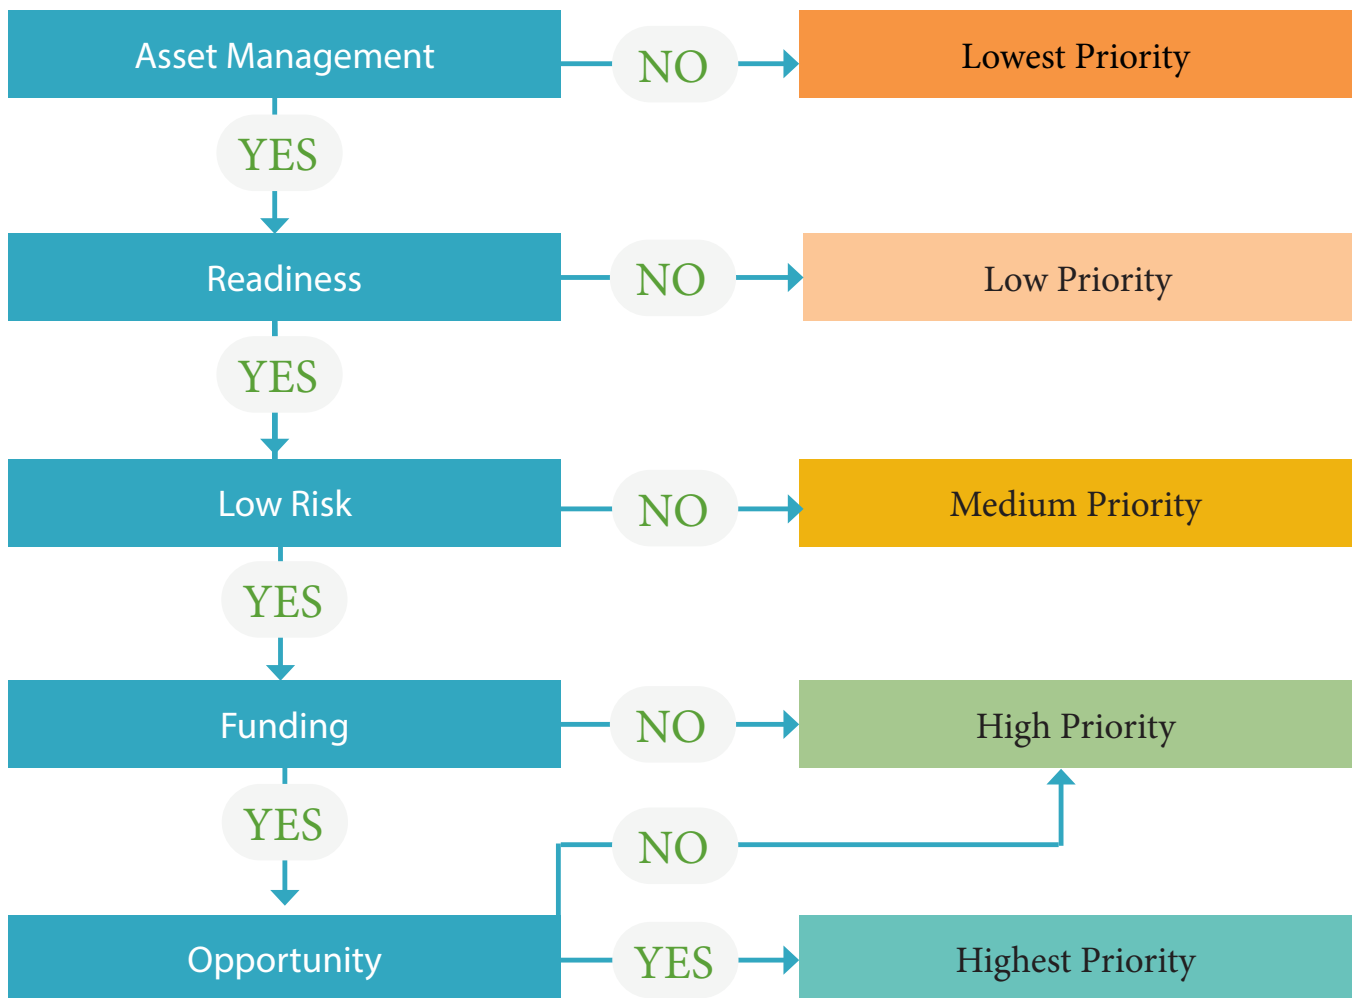 Asset Management
NO
Lowest Priority
YES
Readiness
NO
Low Priority
YES
Low Risk
NO
Medium Priority
YES
Funding
NO
High Priority
YES
NO
Opportunity
YES
Highest Priority